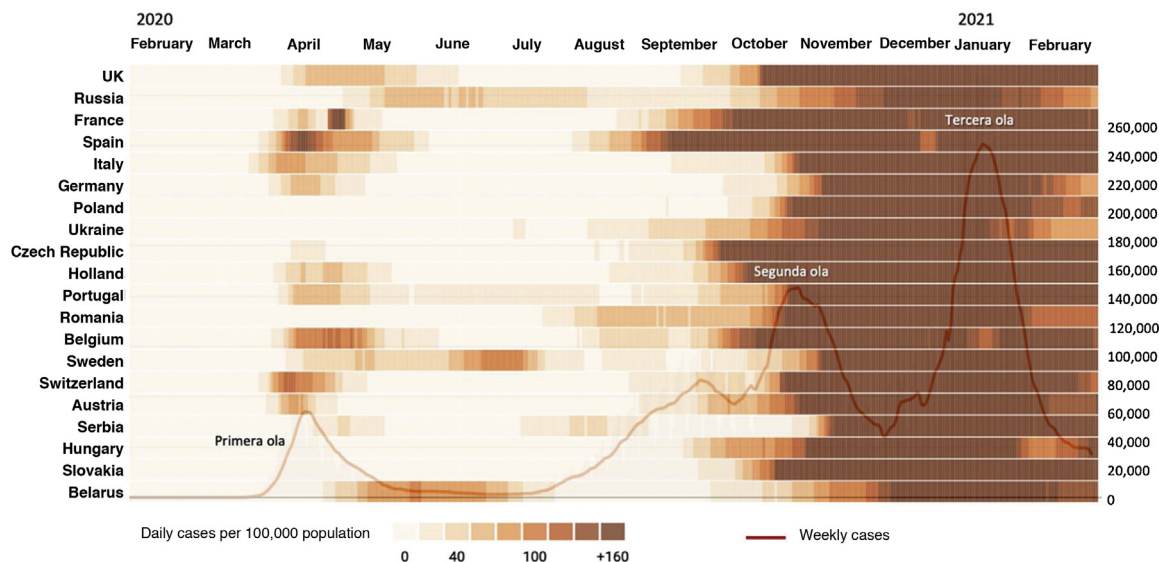 2020 2021
February March April May June July August September October November December January February
UK
Russia
France Tercera ola 260,000
Spain 240,000
Italy 220,000
Germany 200,000
Poland 180,000
Ukraine 160,000
Czech Republic 140,000
Holland Segunda ola 120,000
Portugal 100,000
Romania 80,000
Belgium 60,000
Sweden 40,000
Switzerland 20,000
Austria 0
Serbia
Primera ola
Hungary
Slovakia
Belarus
Daily cases per 100,000 population Weekly cases
0 40 100 +160